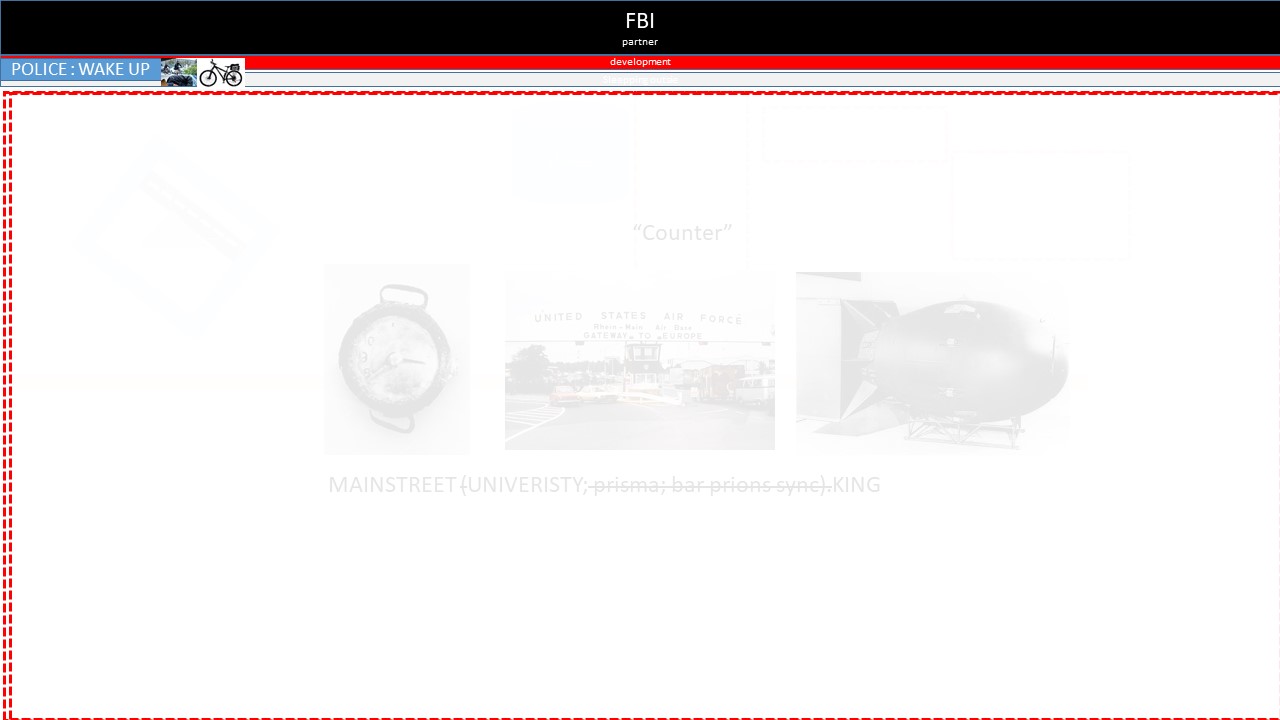 FBI
partner
development
POLICE : WAKE UP
“Counter”
UNITED STATES AIR FORCE
Rhein-Main Air Base
GATEWAY TO EUROPE
MAINSTREET (UNIVERISTY; prisma; bar prions sync).KING